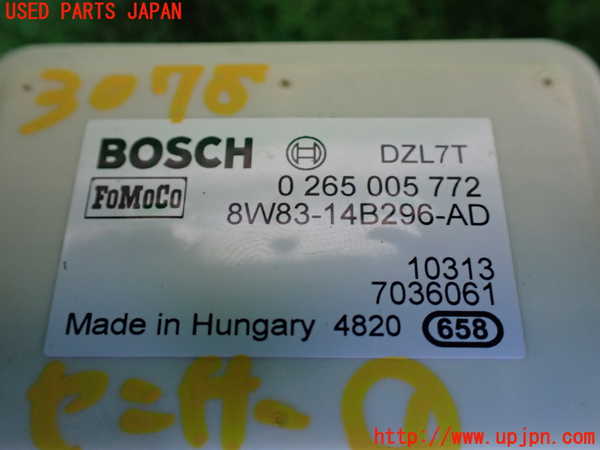 USED PARTS JAPAN
3075
BOSCH DZL7T
FoMoCo 0 265 005 772
8W83-14B296-AD
10313
7036061
Made in Hungary 4820 658
http://www.upjpn.com/